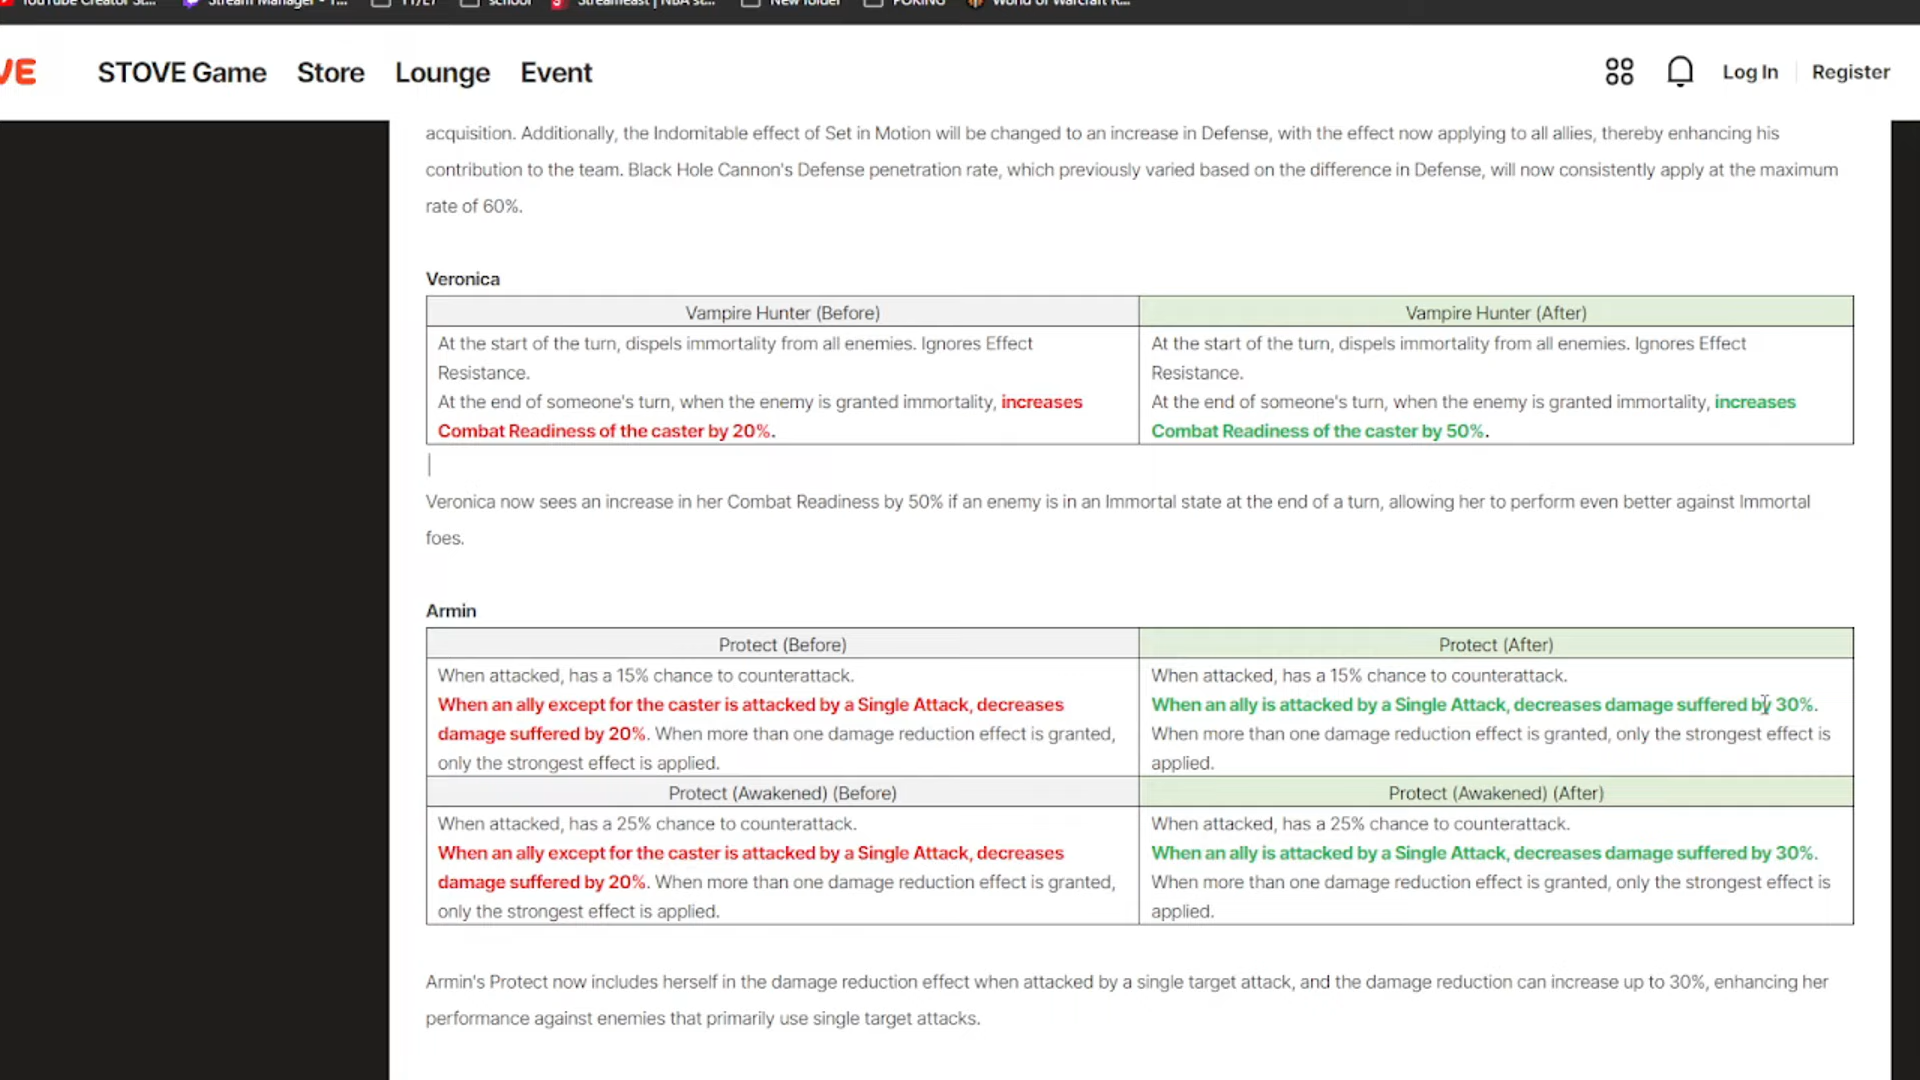 YouTube Creator St...
Stream Manager - T...
school
Streameast | NBA st...
New folder
POKING
World of Warcraft R...
VE
STOVE Game
Store
Lounge
Event
Log In
Register
acquisition. Additionally, the Indomitable effect of Set in Motion will be changed to an increase in Defense, with the effect now applying to all allies, thereby enhancing his
contribution to the team. Black Hole Cannon's Defense penetration rate, which previously varied based on the difference in Defense, will now consistently apply at the maximum
rate of 60%.
Veronica
Vampire Hunter (Before)
At the start of the turn, dispels immortality from all enemies. Ignores Effect
Resistance.
At the end of someone's turn, when the enemy is granted immortality, increases
Combat Readiness of the caster by 20%.
Vampire Hunter (After)
At the start of the turn, dispels immortality from all enemies. Ignores Effect
Resistance.
At the end of someone's turn, when the enemy is granted immortality, increases
Combat Readiness of the caster by 50%.
Veronica now sees an increase in her Combat Readiness by 50% if an enemy is in an Immortal state at the end of a turn, allowing her to perform even better against Immortal
foes.
Armin
Protect (Before)
When attacked, has a 15% chance to counterattack.
When an ally except for the caster is attacked by a Single Attack, decreases
damage suffered by 20%. When more than one damage reduction effect is granted,
only the strongest effect is applied.
Protect (After)
When attacked, has a 15% chance to counterattack.
When an ally is attacked by a Single Attack, decreases damage suffered by 30%.
When more than one damage reduction effect is granted, only the strongest effect is
applied.
Protect (Awakened) (Before)
When attacked, has a 25% chance to counterattack.
When an ally except for the caster is attacked by a Single Attack, decreases
damage suffered by 20%. When more than one damage reduction effect is granted,
only the strongest effect is applied.
Protect (Awakened) (After)
When attacked, has a 25% chance to counterattack.
When an ally is attacked by a Single Attack, decreases damage suffered by 30%.
When more than one damage reduction effect is granted, only the strongest effect is
applied.
Armin's Protect now includes herself in the damage reduction effect when attacked by a single target attack, and the damage reduction can increase up to 30%, enhancing her
performance against enemies that primarily use single target attacks.